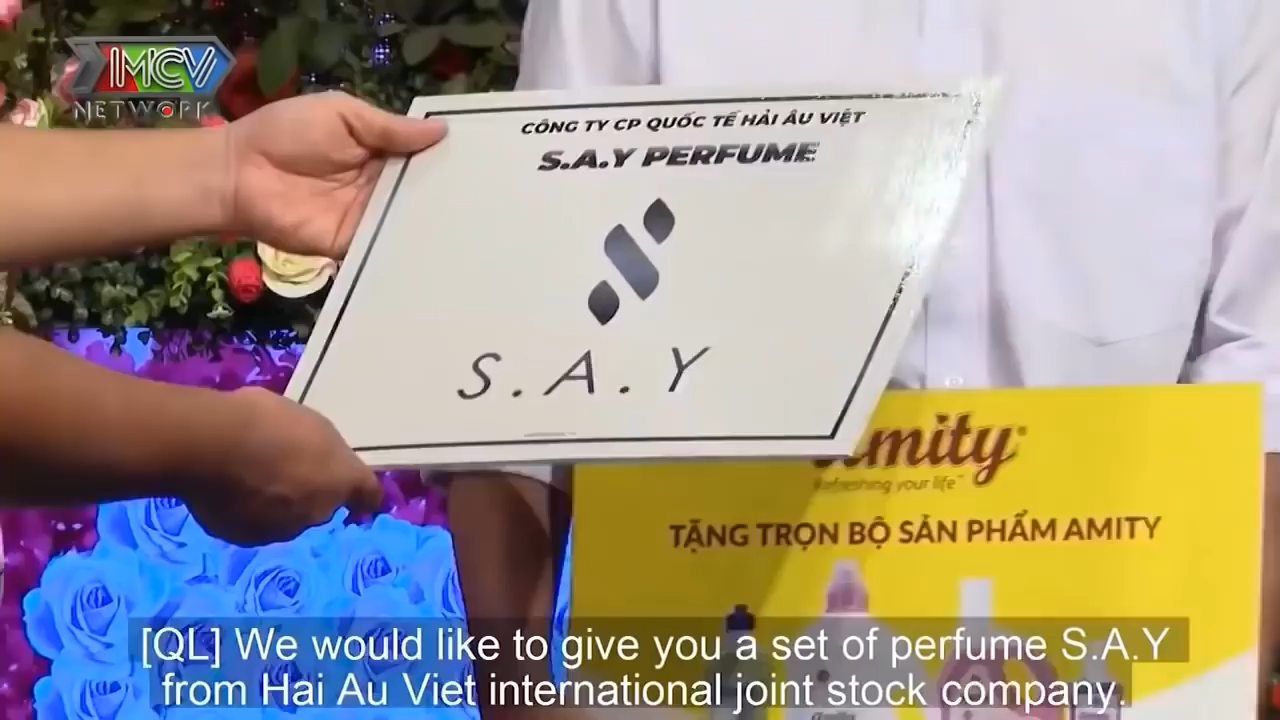 MCV
NETWORK
CÔNG TY CP QUỐC TẾ HẢI ÂU VIỆT
S.A.Y PERFUME
S.A.Y
Amity
Refreshing your life
TẶNG TRỌN BỘ SẢN PHẨM AMITY
[QL] We would like to give you a set of perfume S.A.Y
from Hai Au Viet international joint stock company.